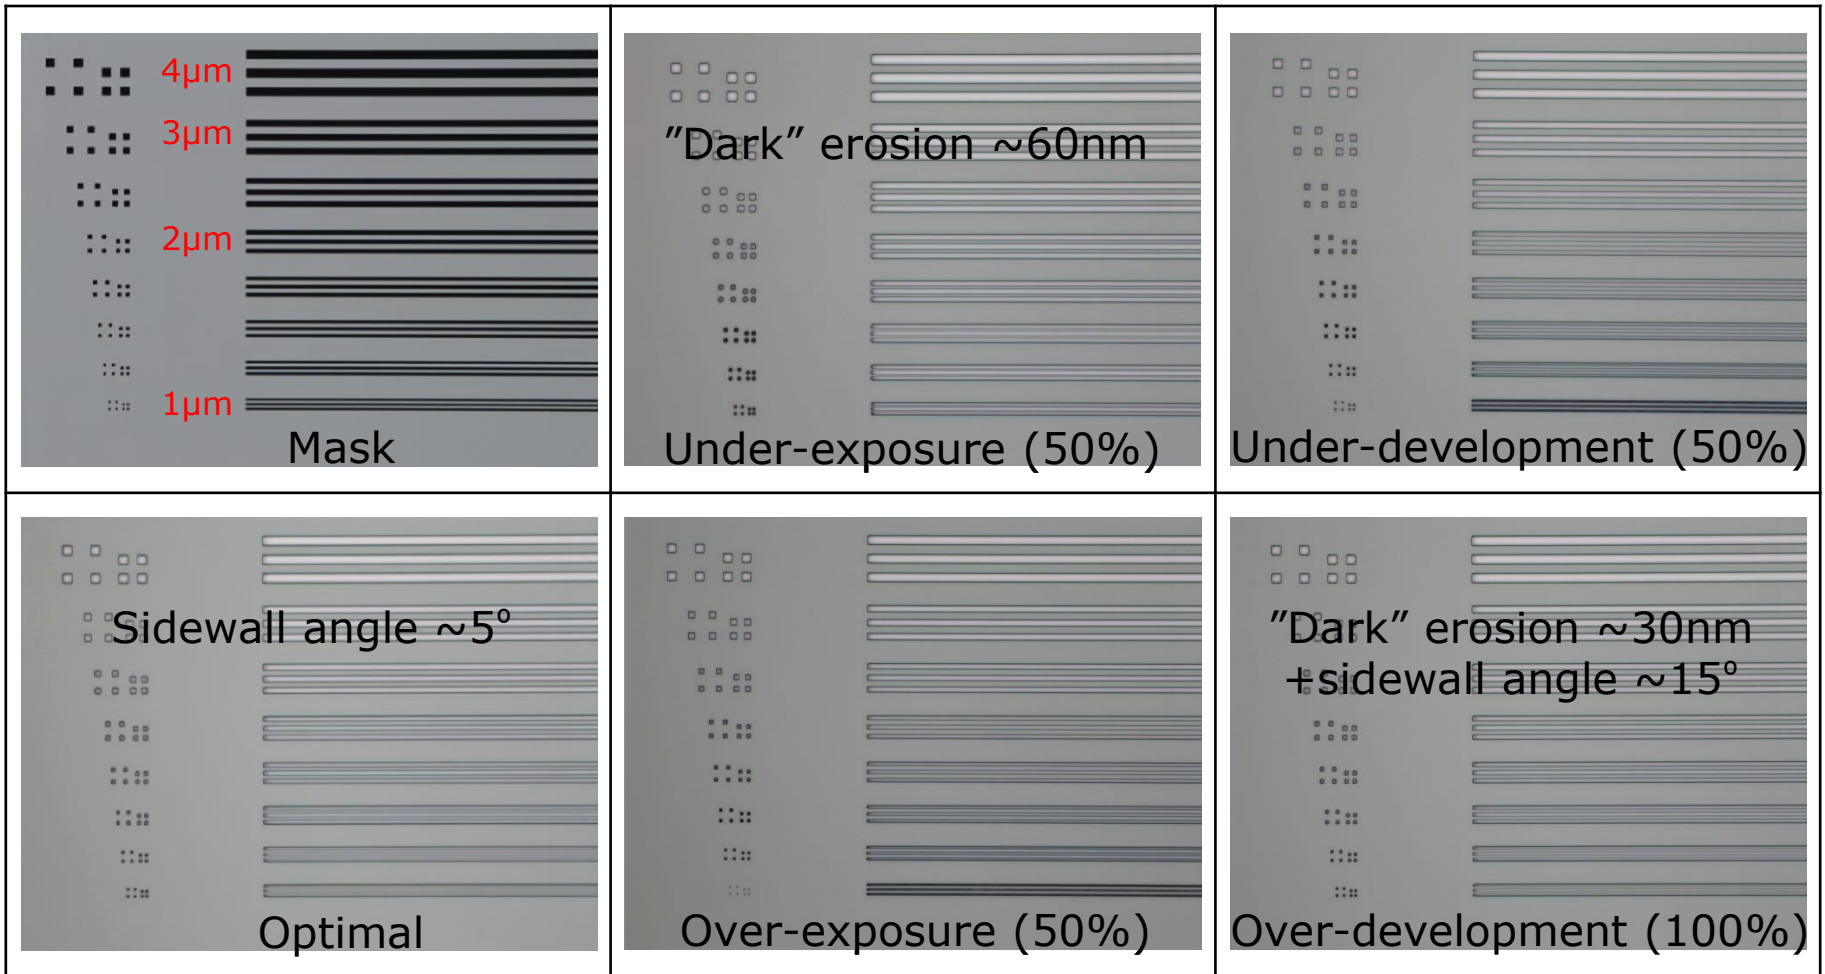 4µm
3µm
2µm
1µm
Mask
”Dark” erosion ~60nm
Under-exposure (50%)
Under-development (50%)
Sidewall angle ~5°
Optimal
Over-exposure (50%)
”Dark” erosion ~30nm
+sidewall angle ~15°
Over-development (100%)